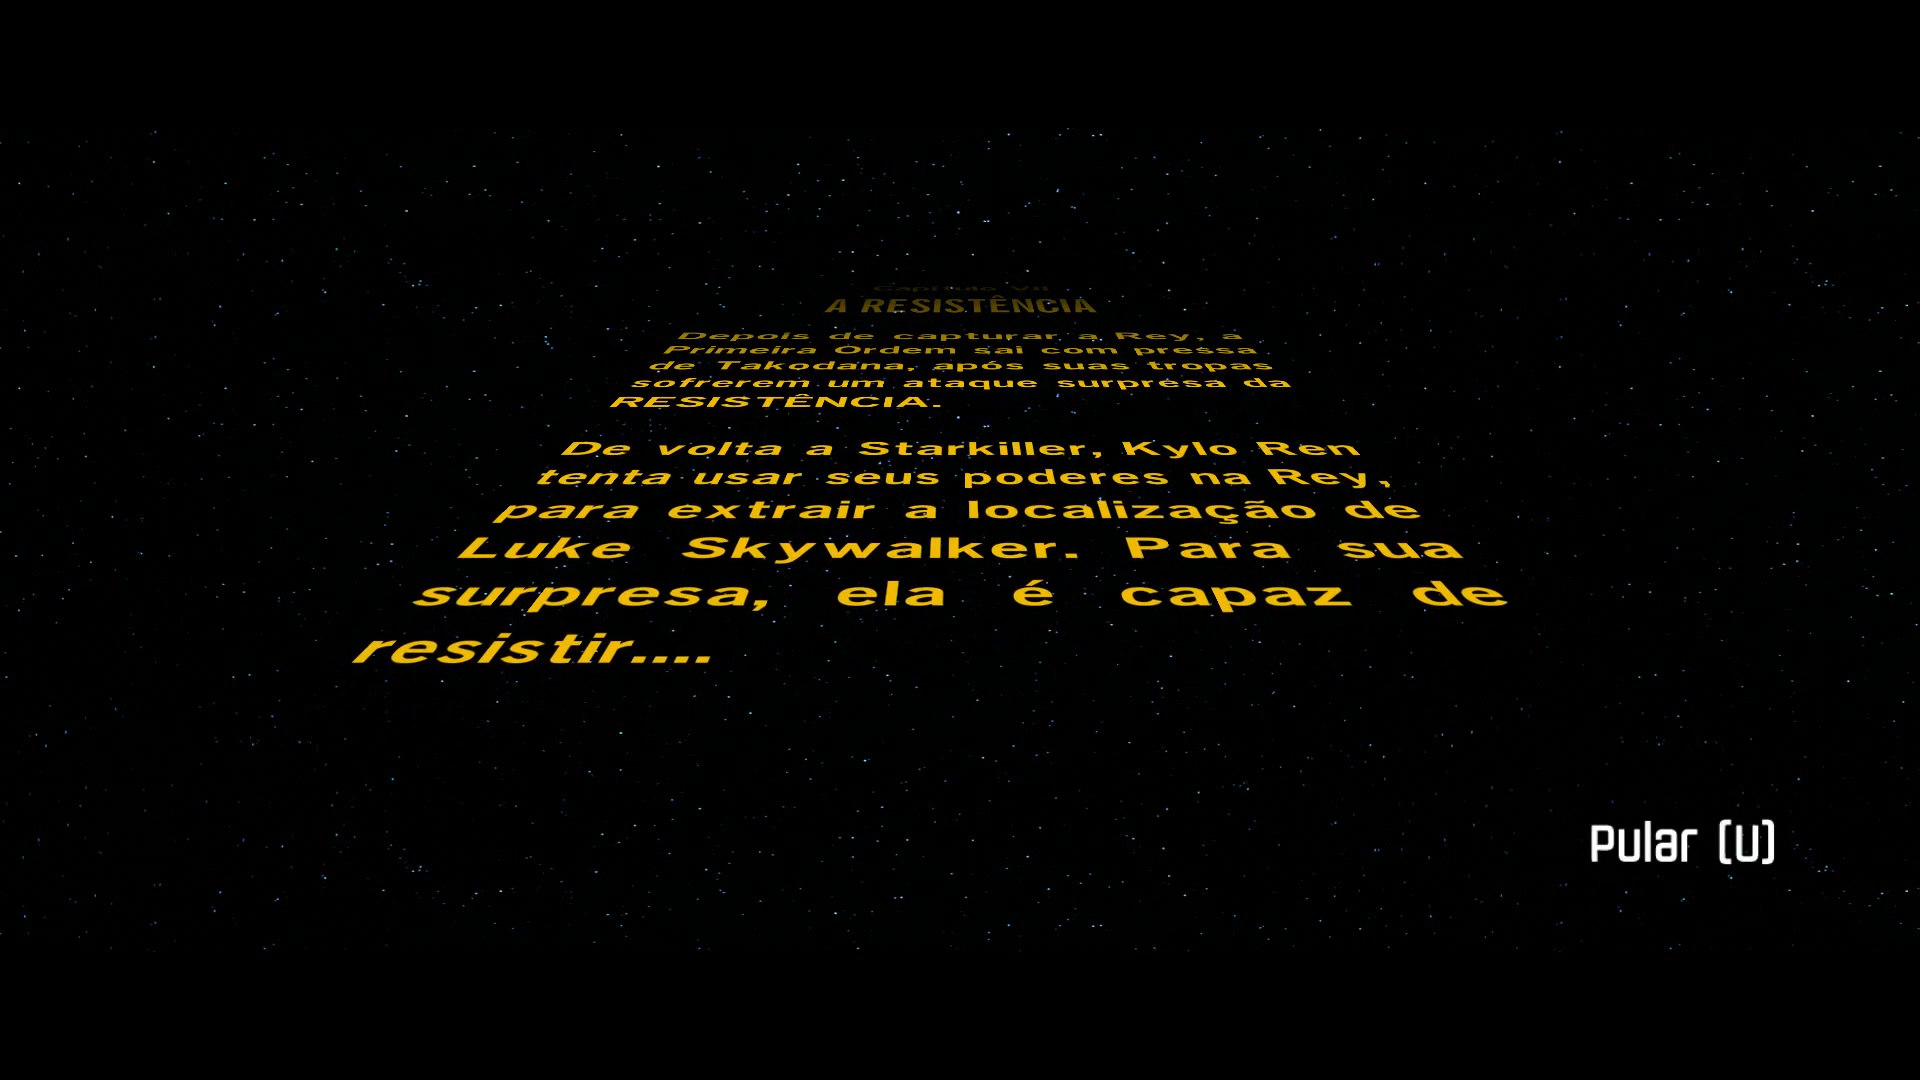 Capítulo VII
A RESISTÊNCIA
Depois de capturar a Rey, a
Primeira Ordem sai com pressa
de Takodana, após suas tropas
sofrerem um ataque surpresa da
RESISTÊNCIA.
De volta a Starkiller, Kylo Ren
tenta usar seus poderes na Rey,
para extrair a localização de
Luke Skywalker. Para sua
surpresa, ela é capaz de
resistir....
Pular (U)